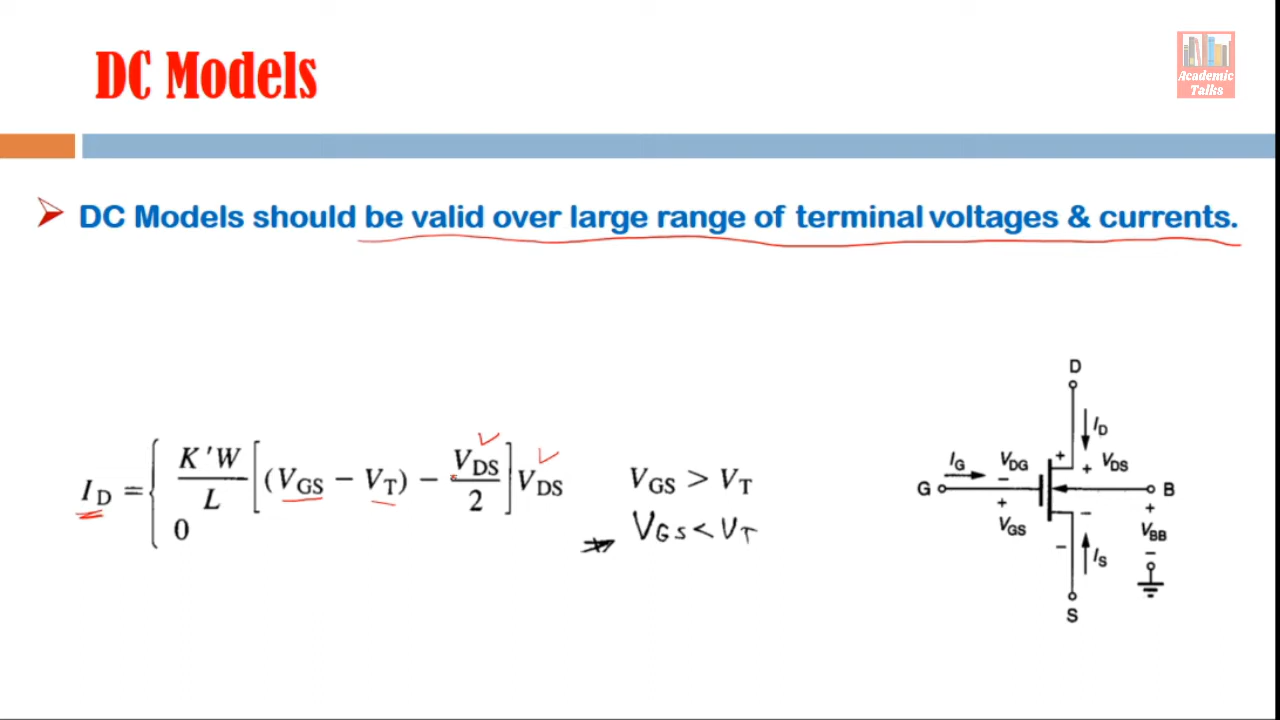 DC Models
Academic
Talks
DC Models should be valid over large range of terminal voltages & currents.
I_D = { K'W/L [(V_GS − V_T) − V_DS/2] V_DS V_GS > V_T
0 V_GS < V_T
D
I_D
I_G V_DG + + V_DS
G − B
+ − +
V_GS V_BB
− I_S −
S